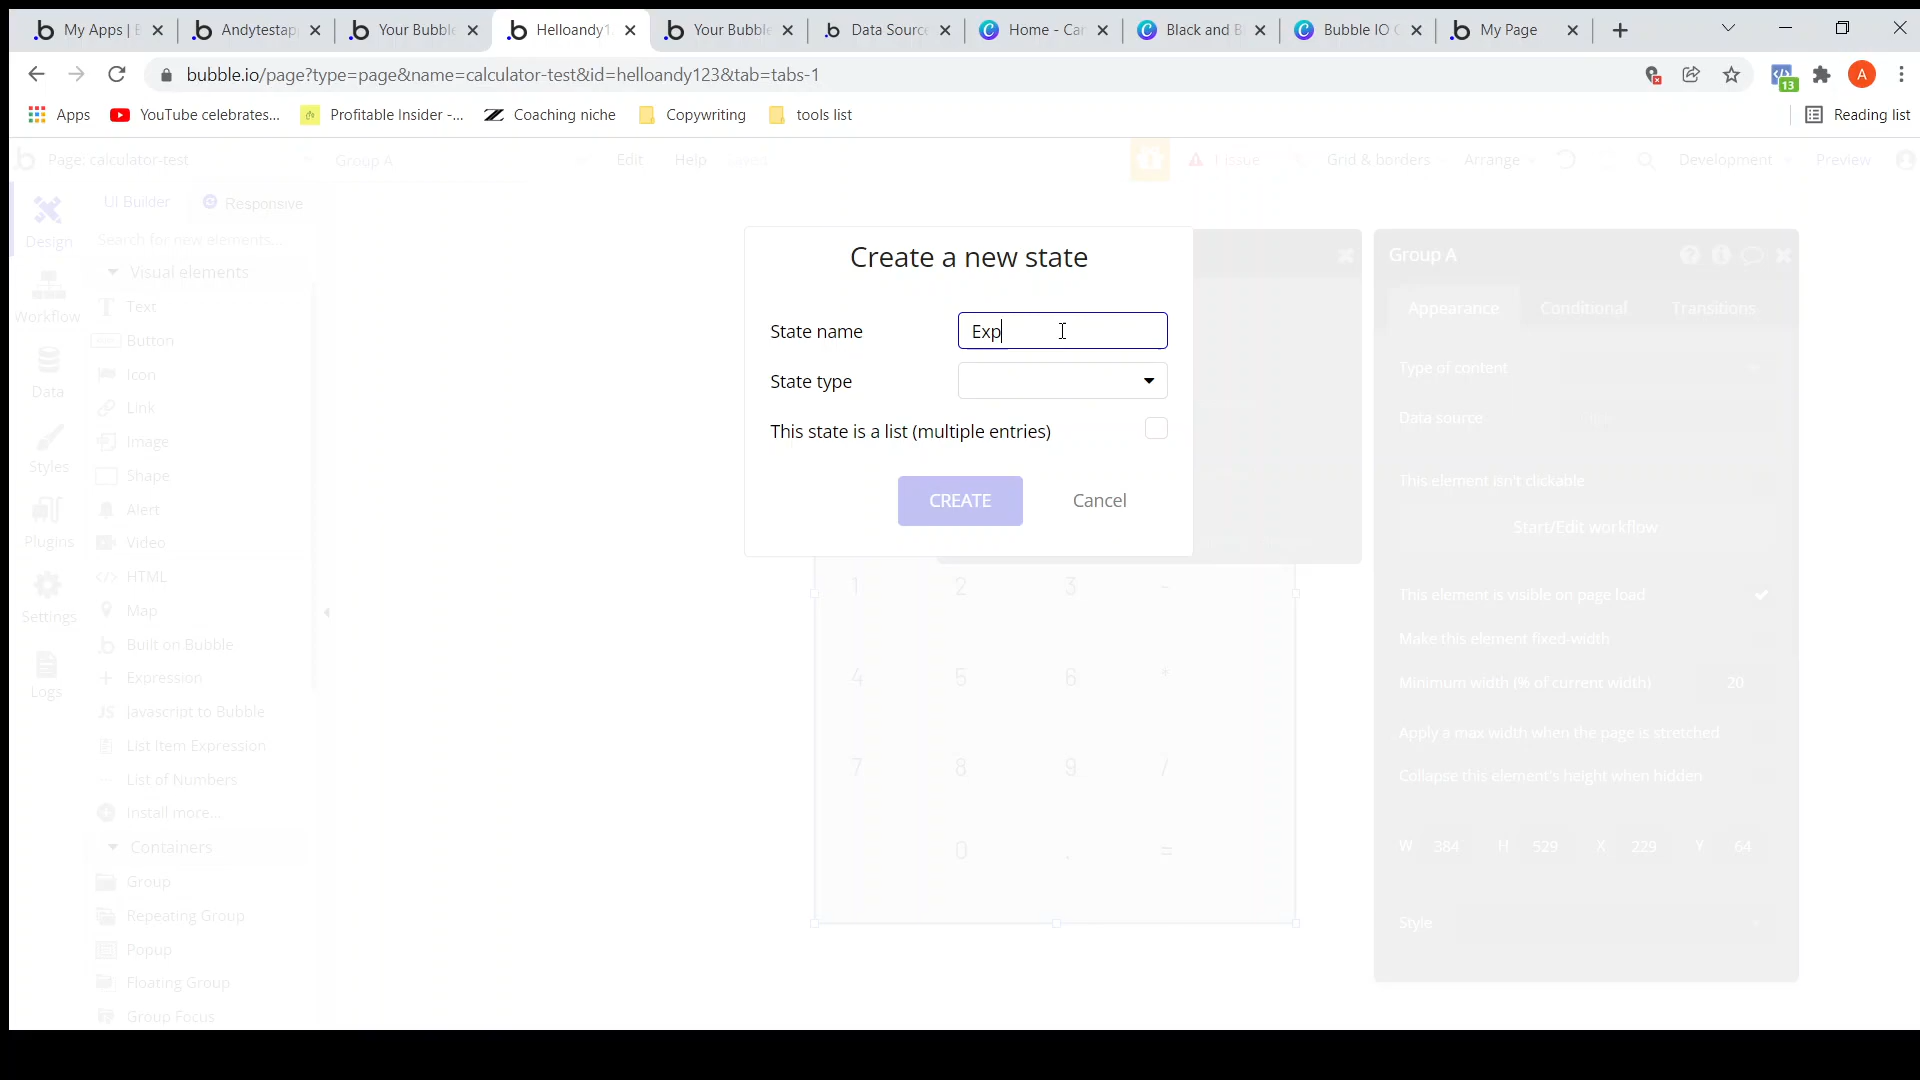 My Apps | B
Andytestap
Your Bubble
Helloandy1
Your Bubble
Data Source
Home - Car
Black and B
Bubble IO C
My Page
bubble.io/page?type=page&name=calculator-test&id=helloandy123&tab=tabs-1
13
A
Apps
YouTube celebrates...
Profitable Insider -...
Coaching niche
Copywriting
tools list
Reading list
Page: calculator-test
Group A
Edit
Help
Saved
1 issue
Grid & borders
Arrange
Development
Preview
UI Builder
Responsive
Design
Workflow
Data
Styles
Plugins
Settings
Logs
Search for new elements...
Visual elements
Text
Button
Icon
Link
Image
Shape
Alert
Video
HTML
Map
Built on Bubble
Expression
Javascript to Bubble
List Item Expression
List of Numbers
Install more...
Containers
Group
Repeating Group
Popup
Floating Group
Group Focus
Create a new state
State name
Exp
State type
This state is a list (multiple entries)
CREATE
Cancel
1 2 3 -
4 5 6 *
7 8 9 /
0 . =
Group A
Appearance
Conditional
Transitions
Type of content
Data source
This element isn't clickable
Start/Edit workflow
This element is visible on page load
Make this element fixed-width
Minimum width (% of current width) 20
Apply a max width when the page is stretched
Collapse this element's height when hidden
W 384 H 529 X 229 Y 64
Style